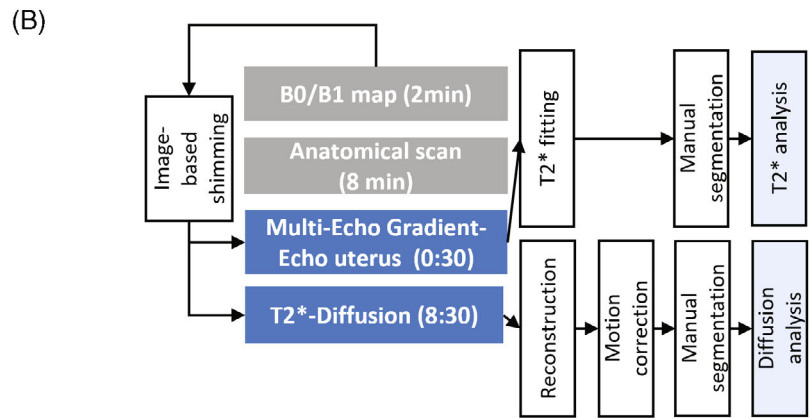 (B)
Image-
based
shimming
B0/B1 map (2min)
Anatomical scan
(8 min)
Multi-Echo Gradient-
Echo uterus (0:30)
T2*-Diffusion (8:30)
T2* fitting
Manual
segmentation
T2* analysis
Reconstruction
Motion
correction
Manual
segmentation
Diffusion
analysis